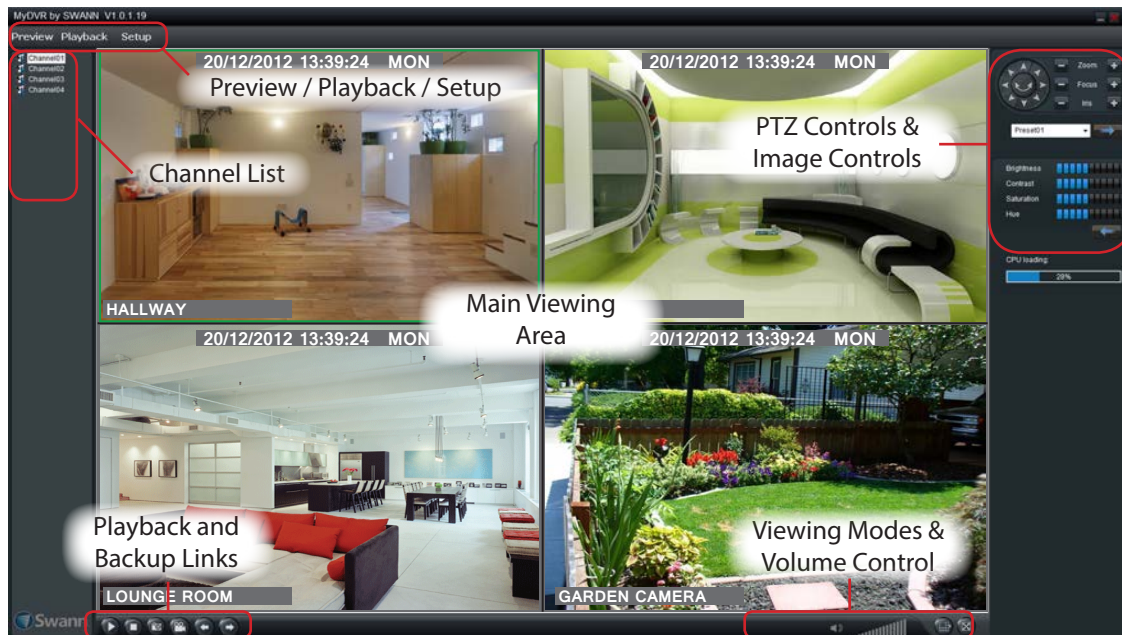 MyDVR by SWANN V1.0.1.19
Preview Playback Setup
Channel01
Channel02
Channel03
Channel04
20/12/2012 13:39:24 MON
20/12/2012 13:39:24 MON
Preview / Playback / Setup
Channel List
PTZ Controls &
Image Controls
Zoom
Focus
Iris
Preset01
Brightness
Contrast
Saturation
Hue
CPU loading:
28%
HALLWAY
Main Viewing
Area
20/12/2012 13:39:24 MON
20/12/2012 13:39:24 MON
Playback and
Backup Links
Viewing Modes &
Volume Control
LOUNGE ROOM
GARDEN CAMERA
Swann